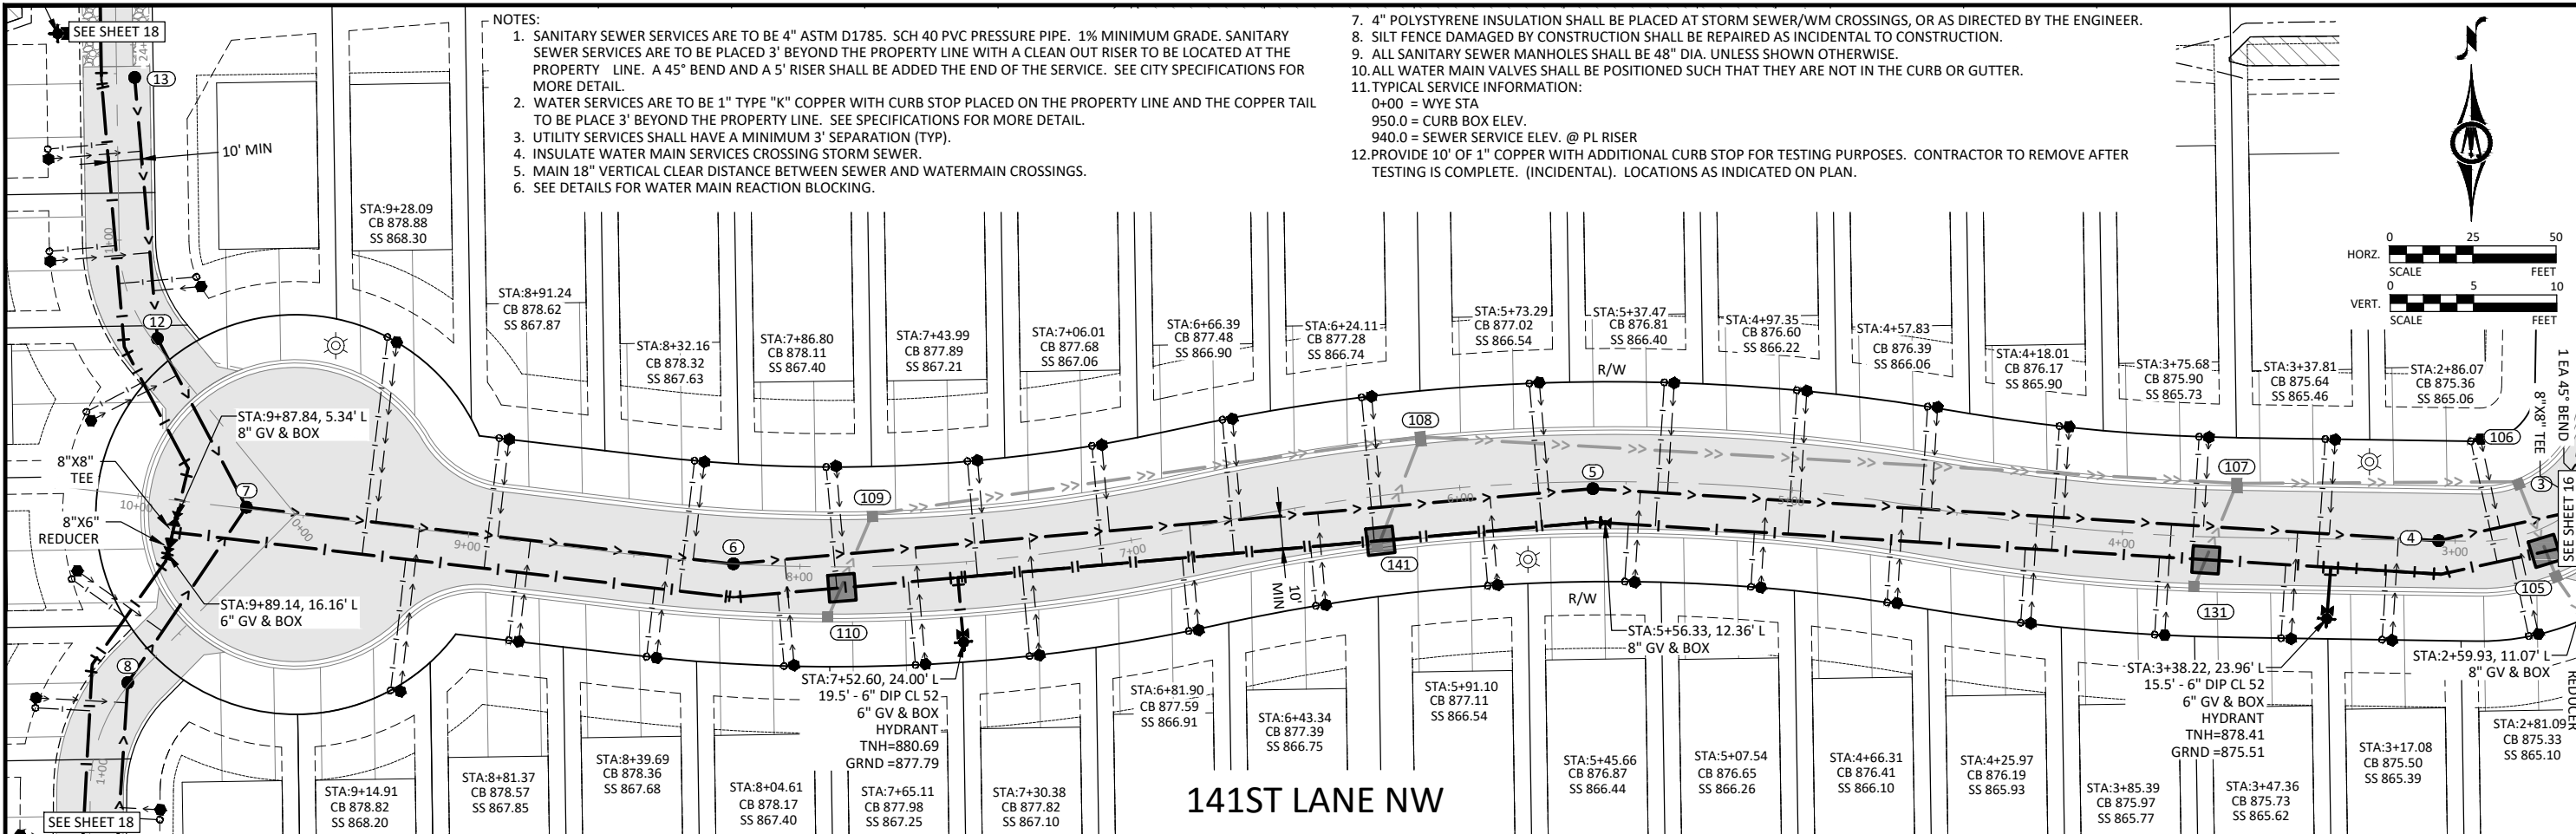 SEE SHEET 18
NOTES:
1. SANITARY SEWER SERVICES ARE TO BE 4" ASTM D1785. SCH 40 PVC PRESSURE PIPE. 1% MINIMUM GRADE. SANITARY
SEWER SERVICES ARE TO BE PLACED 3' BEYOND THE PROPERTY LINE WITH A CLEAN OUT RISER TO BE LOCATED AT THE
PROPERTY LINE. A 45° BEND AND A 5' RISER SHALL BE ADDED THE END OF THE SERVICE. SEE CITY SPECIFICATIONS FOR
MORE DETAIL.
2. WATER SERVICES ARE TO BE 1" TYPE "K" COPPER WITH CURB STOP PLACED ON THE PROPERTY LINE AND THE COPPER TAIL
TO BE PLACE 3' BEYOND THE PROPERTY LINE. SEE SPECIFICATIONS FOR MORE DETAIL.
3. UTILITY SERVICES SHALL HAVE A MINIMUM 3' SEPARATION (TYP).
4. INSULATE WATER MAIN SERVICES CROSSING STORM SEWER.
5. MAIN 18" VERTICAL CLEAR DISTANCE BETWEEN SEWER AND WATERMAIN CROSSINGS.
6. SEE DETAILS FOR WATER MAIN REACTION BLOCKING.
7. 4" POLYSTYRENE INSULATION SHALL BE PLACED AT STORM SEWER/WM CROSSINGS, OR AS DIRECTED BY THE ENGINEER.
8. SILT FENCE DAMAGED BY CONSTRUCTION SHALL BE REPAIRED AS INCIDENTAL TO CONSTRUCTION.
9. ALL SANITARY SEWER MANHOLES SHALL BE 48" DIA. UNLESS SHOWN OTHERWISE.
10. ALL WATER MAIN VALVES SHALL BE POSITIONED SUCH THAT THEY ARE NOT IN THE CURB OR GUTTER.
11. TYPICAL SERVICE INFORMATION:
0+00 = WYE STA
950.0 = CURB BOX ELEV.
940.0 = SEWER SERVICE ELEV. @ PL RISER
12. PROVIDE 10' OF 1" COPPER WITH ADDITIONAL CURB STOP FOR TESTING PURPOSES. CONTRACTOR TO REMOVE AFTER
TESTING IS COMPLETE. (INCIDENTAL). LOCATIONS AS INDICATED ON PLAN.
N
HORZ.
0 25 50
SCALE FEET
VERT.
0 5 10
SCALE FEET
13
10' MIN
1+00
12
STA:9+28.09
CB 878.88
SS 868.30
STA:8+91.24
CB 878.62
SS 867.87
STA:8+32.16
CB 878.32
SS 867.63
STA:7+86.80
CB 878.11
SS 867.40
STA:7+43.99
CB 877.89
SS 867.21
STA:7+06.01
CB 877.68
SS 867.06
STA:6+66.39
CB 877.48
SS 866.90
STA:6+24.11
CB 877.28
SS 866.74
STA:5+73.29
CB 877.02
SS 866.54
STA:5+37.47
CB 876.81
SS 866.40
STA:4+97.35
CB 876.60
SS 866.22
STA:4+57.83
CB 876.39
SS 866.06
STA:4+18.01
CB 876.17
SS 865.90
STA:3+75.68
CB 875.90
SS 865.73
STA:3+37.81
CB 875.64
SS 865.46
STA:2+86.07
CB 875.36
SS 865.06
1 EA 45° BEND
8"X8" TEE
R/W
STA:9+87.84, 5.34' L
8" GV & BOX
8"X8"
TEE
8"X6"
REDUCER
STA:9+89.14, 16.16' L
6" GV & BOX
10+00
0+00
9+00
8+00
7+00
6+00
5+00
4+00
3+00
7
6
109
110
108
141
5
107
131
4
106
3
105
8
10'
MIN
SEE SHEET 16
R/W
STA:5+56.33, 12.36' L
8" GV & BOX
STA:7+52.60, 24.00' L
19.5' - 6" DIP CL 52
6" GV & BOX
HYDRANT
TNH=880.69
GRND =877.79
STA:3+38.22, 23.96' L
15.5' - 6" DIP CL 52
6" GV & BOX
HYDRANT
TNH=878.41
GRND =875.51
STA:2+59.93, 11.07' L
8" GV & BOX
REDUCER
1+00
SEE SHEET 18
STA:9+14.91
CB 878.82
SS 868.20
STA:8+81.37
CB 878.57
SS 867.85
STA:8+39.69
CB 878.36
SS 867.68
STA:8+04.61
CB 878.17
SS 867.40
STA:7+65.11
CB 877.98
SS 867.25
STA:7+30.38
CB 877.82
SS 867.10
STA:6+81.90
CB 877.59
SS 866.91
STA:6+43.34
CB 877.39
SS 866.75
STA:5+91.10
CB 877.11
SS 866.54
STA:5+45.66
CB 876.87
SS 866.44
STA:5+07.54
CB 876.65
SS 866.26
STA:4+66.31
CB 876.41
SS 866.10
STA:4+25.97
CB 876.19
SS 865.93
STA:3+85.39
CB 875.97
SS 865.77
STA:3+47.36
CB 875.73
SS 865.62
STA:3+17.08
CB 875.50
SS 865.39
STA:2+81.09
CB 875.33
SS 865.10
141ST LANE NW